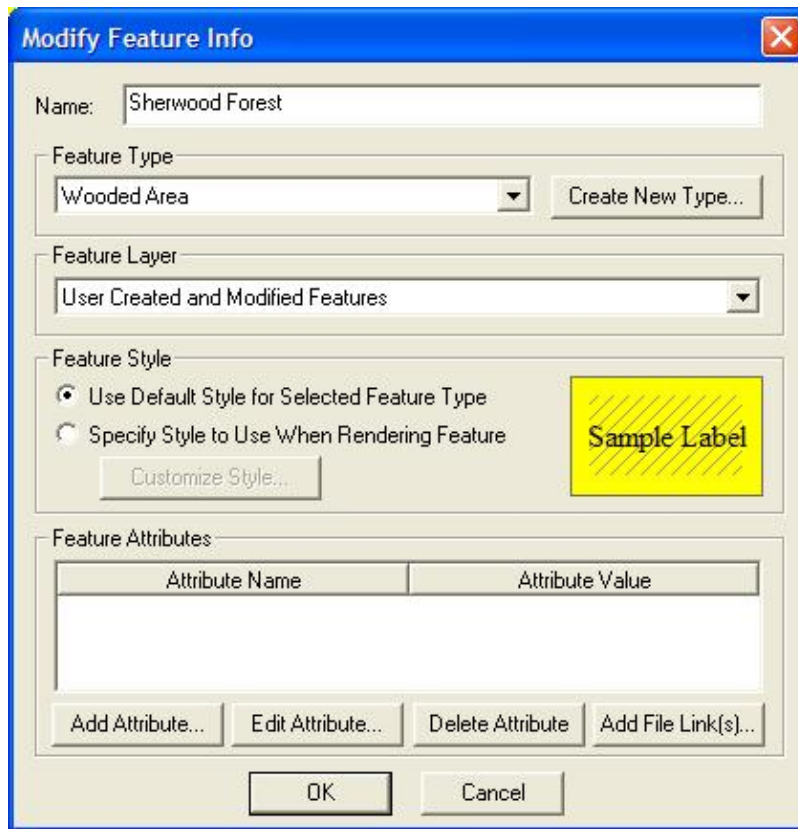 Modify Feature Info
Name: Sherwood Forest
Feature Type
Wooded Area Create New Type...
Feature Layer
User Created and Modified Features
Feature Style
Use Default Style for Selected Feature Type
Specify Style to Use When Rendering Feature
Sample Label
Customize Style...
Feature Attributes
Attribute Name Attribute Value
Add Attribute... Edit Attribute... Delete Attribute Add File Link(s)...
OK Cancel